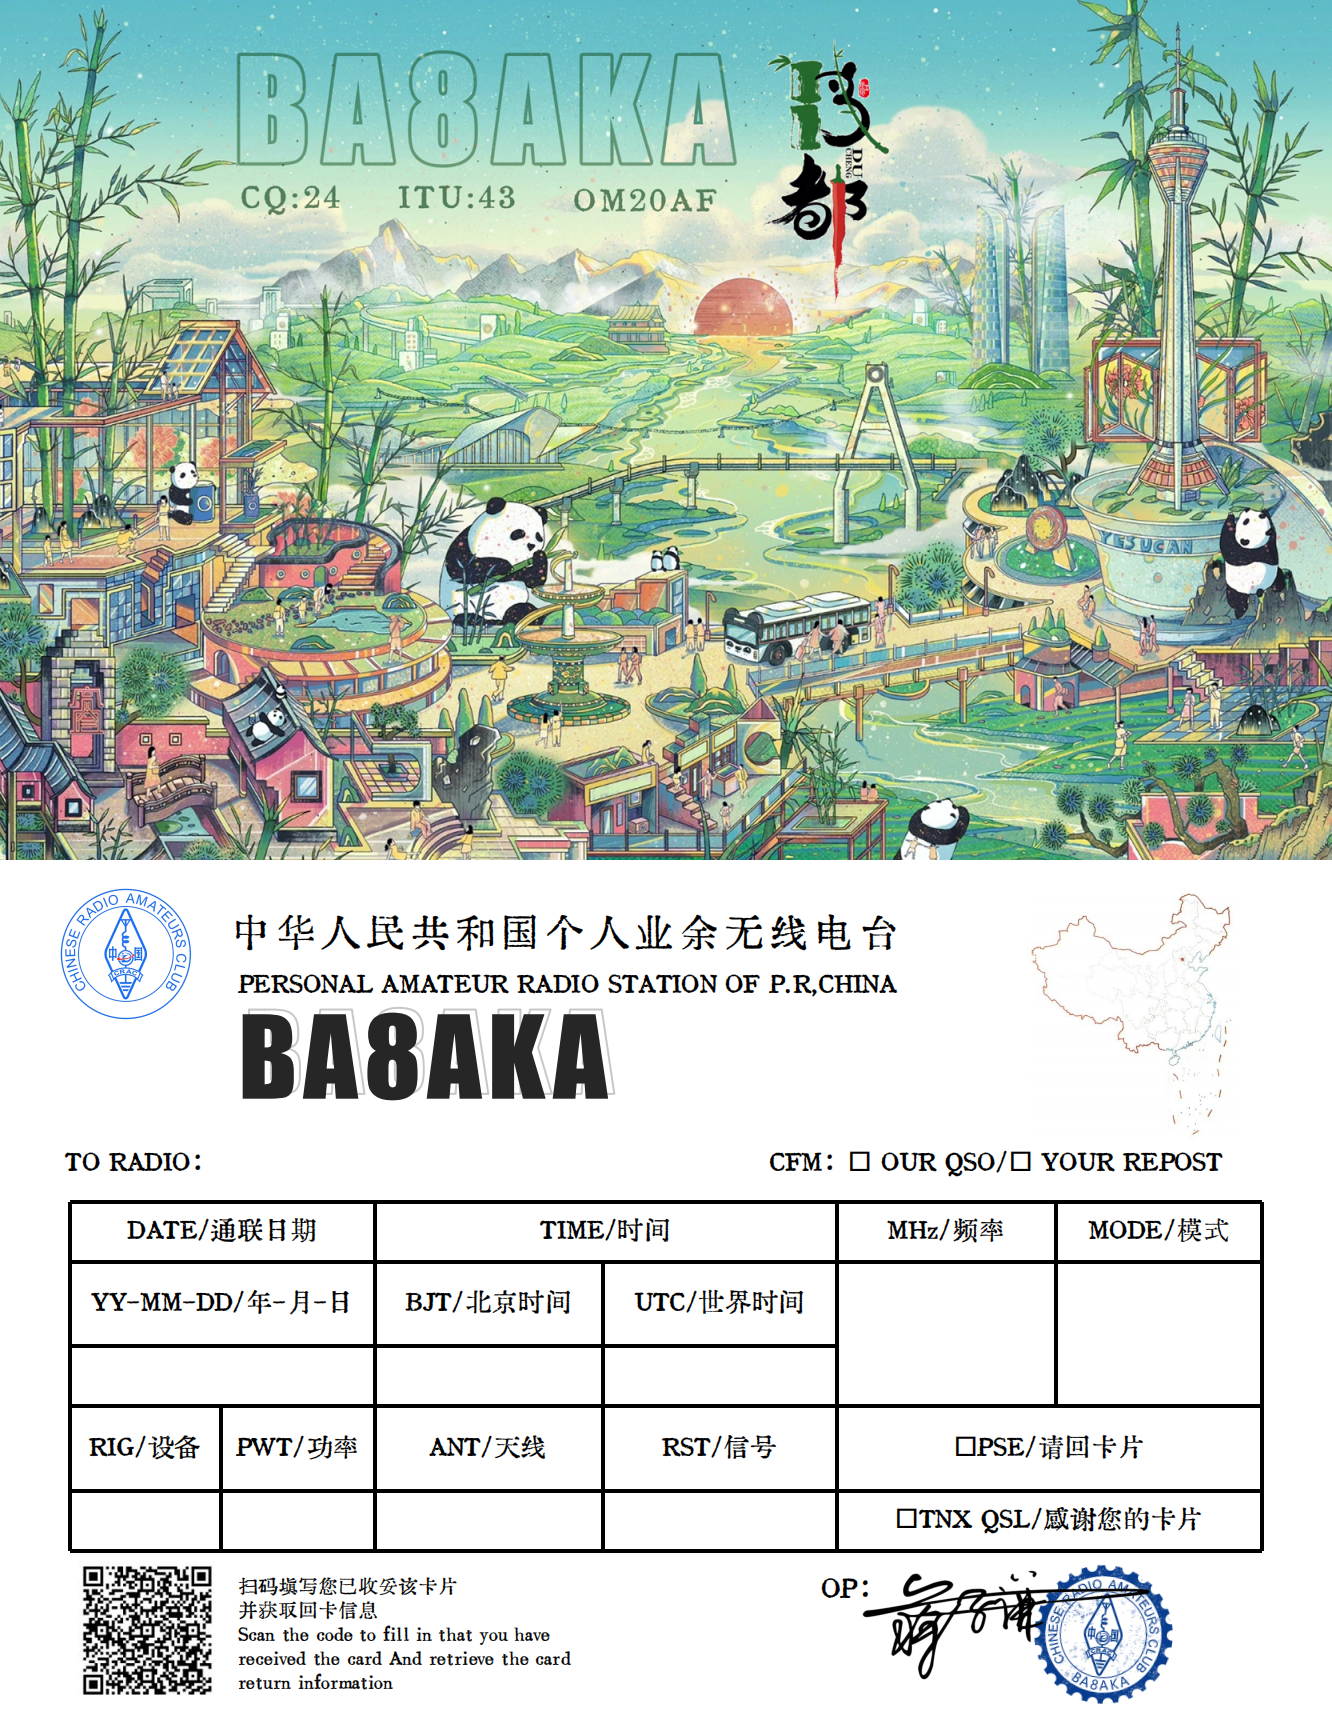 BA8AKA
CQ:24 ITU:43 OM20AF
成都
CHENG DU
YESUCAN
CHINESE RADIO AMATEURS CLUB
中国
CRAC
中华人民共和国个人业余无线电台
PERSONAL AMATEUR RADIO STATION OF P.R,CHINA
BA8AKA
TO RADIO： CFM：☐ OUR QSO/☐ YOUR REPOST
DATE/通联日期 TIME/时间 MHz/频率 MODE/模式
YY-MM-DD/年-月-日 BJT/北京时间 UTC/世界时间
RIG/设备 PWT/功率 ANT/天线 RST/信号 ☐PSE/请回卡片
☐TNX QSL/感谢您的卡片
扫码填写您已收妥该卡片
并获取回卡信息
Scan the code to fill in that you have
received the card And retrieve the card
return information
OP：
CHINESE RADIO AMATEURS CLUB
中国
CRAC
BA8AKA